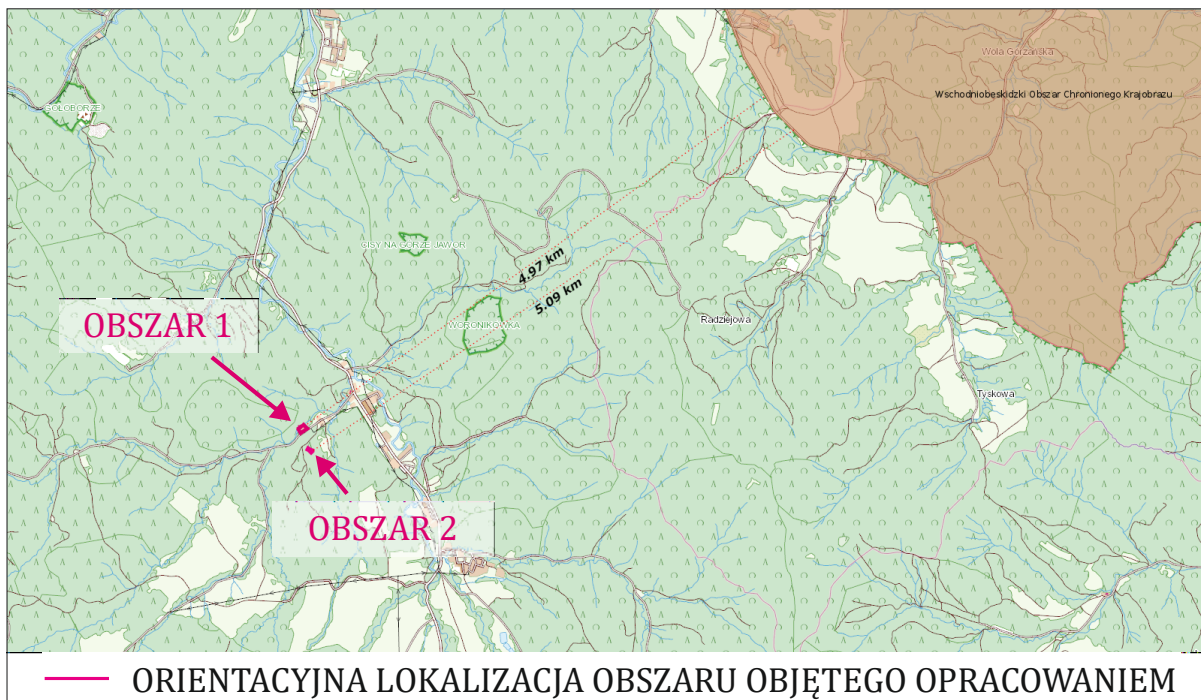 Wola Górzańska
Wschodniobeskidzki Obszar Chronionego Krajobrazu
GOŁOBORZE
CISY NA GÓRZE JAWOR
4.97 km
5.09 km
WORONIKÓWKA
Radziejowa
OBSZAR 1
Tyskowa
OBSZAR 2
ORIENTACYJNA LOKALIZACJA OBSZARU OBJĘTEGO OPRACOWANIEM